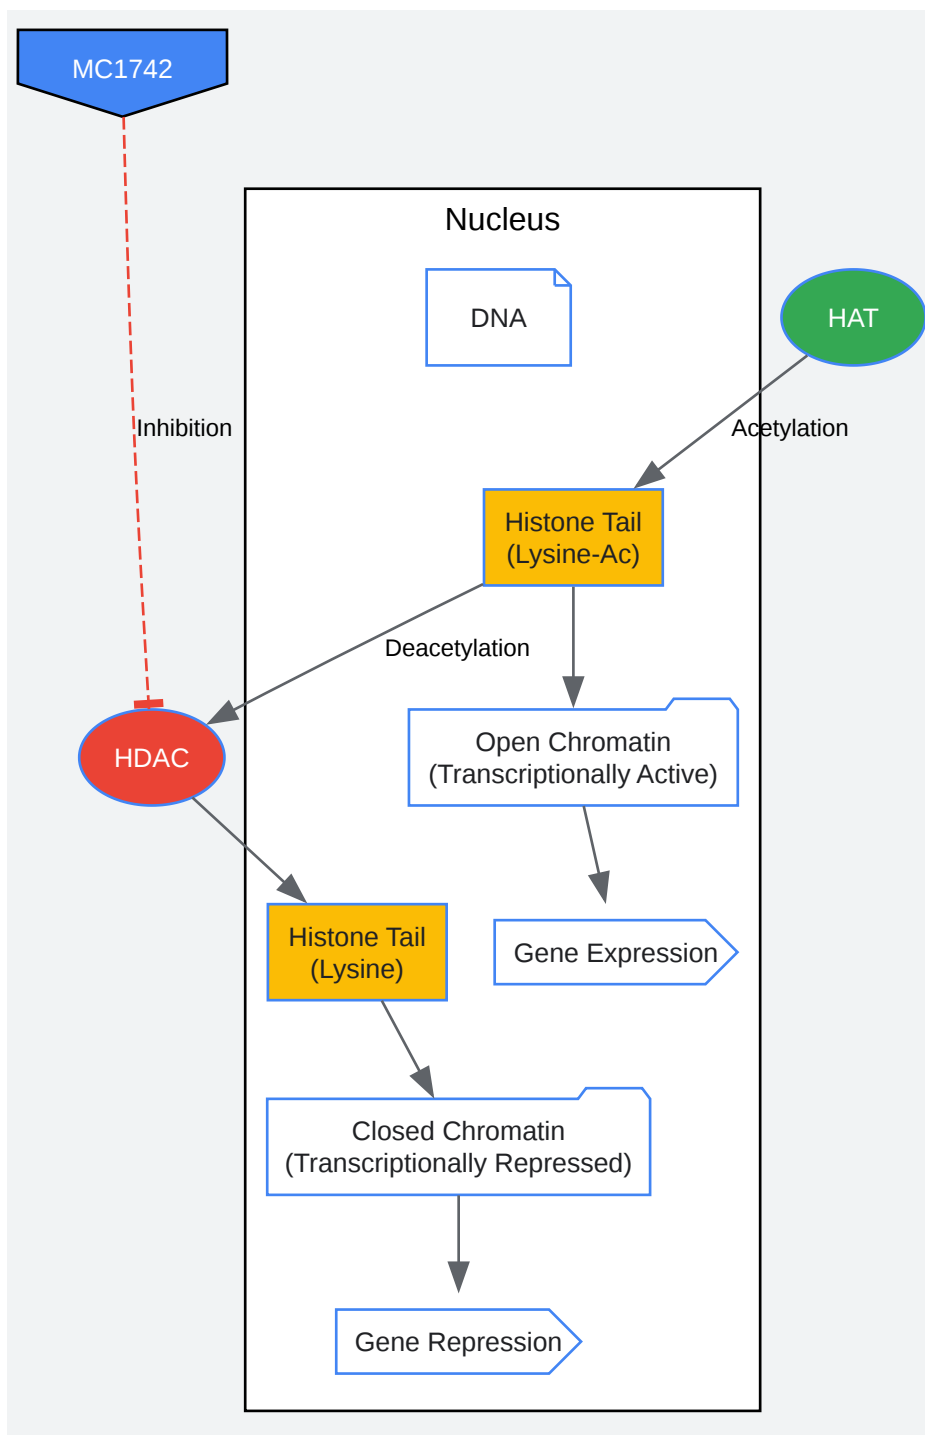 MC1742
Nucleus
DNA
HAT
Inhibition
Acetylation
Histone Tail
(Lysine-Ac)
Deacetylation
HDAC
Open Chromatin
(Transcriptionally Active)
Histone Tail
(Lysine)
Gene Expression
Closed Chromatin
(Transcriptionally Repressed)
Gene Repression